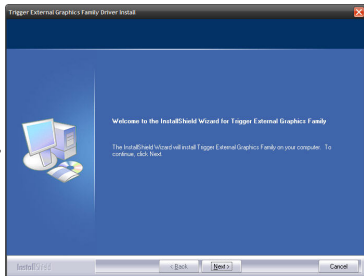 Trigger External Graphics Family Driver Install
Welcome to the InstallShield Wizard for Trigger External Graphics Family
The InstallShield Wizard will install Trigger External Graphics Family on your computer. To
continue, click Next
InstallShield
< Back
Next >
Cancel